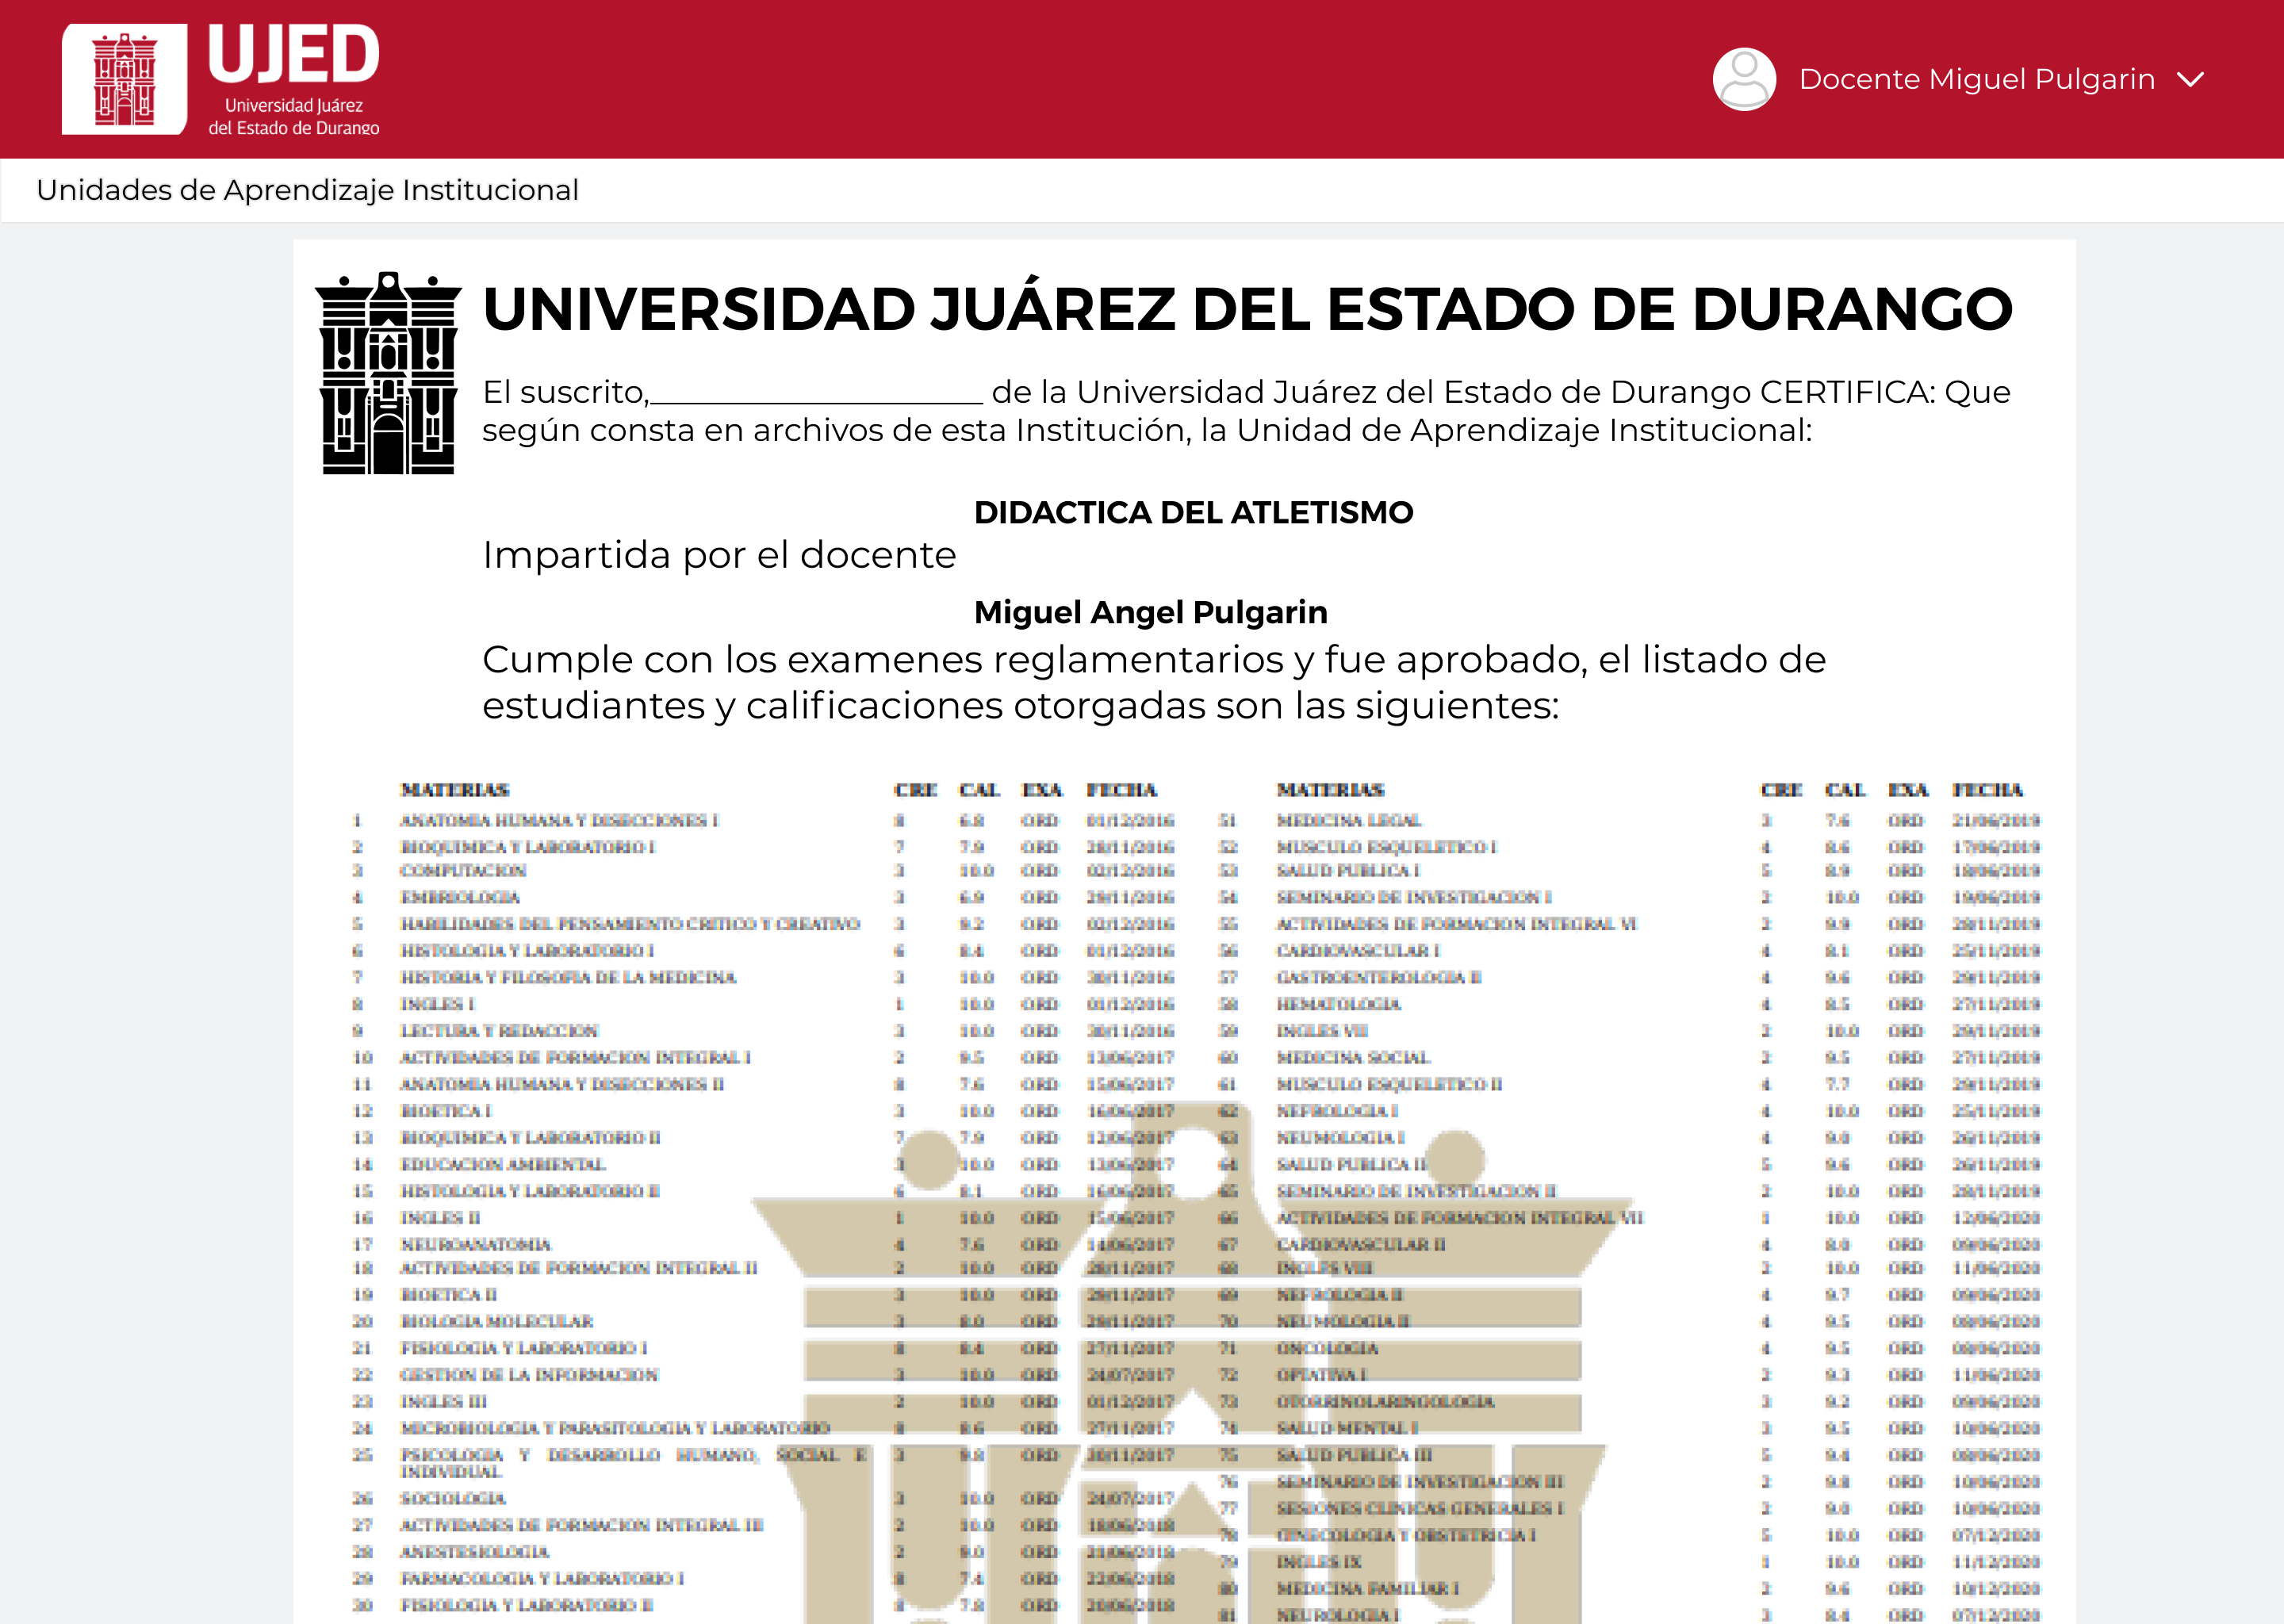 UJED
Universidad Juárez
del Estado de Durango
Docente Miguel Pulgarin
Unidades de Aprendizaje Institucional
UNIVERSIDAD JUÁREZ DEL ESTADO DE DURANGO
El suscrito,____________________ de la Universidad Juárez del Estado de Durango CERTIFICA: Que
según consta en archivos de esta Institución, la Unidad de Aprendizaje Institucional:
DIDACTICA DEL ATLETISMO
Impartida por el docente
Miguel Angel Pulgarin
Cumple con los examenes reglamentarios y fue aprobado, el listado de
estudiantes y calificaciones otorgadas son las siguientes:
MATERIAS CRE CAL EXA FECHA
1 ANATOMIA HUMANA Y DISECCIONES I 8 6.8 ORD 01/12/2016
2 BIOQUIMICA Y LABORATORIO I 7 7.9 ORD 28/11/2016
3 COMPUTACION 3 10.0 ORD 02/12/2016
4 EMBRIOLOGIA 3 6.9 ORD 29/11/2016
5 HABILIDADES DEL PENSAMIENTO CRITICO Y CREATIVO 3 9.2 ORD 02/12/2016
6 HISTOLOGIA Y LABORATORIO I 6 8.4 ORD 01/12/2016
7 HISTORIA Y FILOSOFIA DE LA MEDICINA 3 10.0 ORD 30/11/2016
8 INGLES I 1 10.0 ORD 01/12/2016
9 LECTURA Y REDACCION 3 10.0 ORD 30/11/2016
10 ACTIVIDADES DE FORMACION INTEGRAL I 2 9.5 ORD 13/06/2017
11 ANATOMIA HUMANA Y DISECCIONES II 8 7.6 ORD 15/06/2017
12 BIOETICA I 3 10.0 ORD 16/06/2017
13 BIOQUIMICA Y LABORATORIO II 7 7.9 ORD 12/06/2017
14 EDUCACION AMBIENTAL 3 10.0 ORD 13/06/2017
15 HISTOLOGIA Y LABORATORIO II 6 8.1 ORD 16/06/2017
16 INGLES II 1 10.0 ORD 15/06/2017
17 NEUROANATOMIA 4 7.6 ORD 14/06/2017
18 ACTIVIDADES DE FORMACION INTEGRAL II 2 10.0 ORD 28/11/2017
19 BIOETICA II 3 10.0 ORD 29/11/2017
20 BIOLOGIA MOLECULAR 3 8.0 ORD 29/11/2017
21 FISIOLOGIA Y LABORATORIO I 8 8.4 ORD 27/11/2017
22 GESTION DE LA INFORMACION 3 10.0 ORD 24/07/2017
23 INGLES III 2 10.0 ORD 01/12/2017
24 MICROBIOLOGIA Y PARASITOLOGIA Y LABORATORIO 8 8.6 ORD 27/11/2017
25 PSICOLOGIA Y DESARROLLO HUMANO, SOCIAL E 3 9.8 ORD 30/11/2017
INDIVIDUAL
26 SOCIOLOGIA 3 10.0 ORD 24/07/2017
27 ACTIVIDADES DE FORMACION INTEGRAL III 2 10.0 ORD 18/06/2018
28 ANESTESIOLOGIA 2 9.0 ORD 21/06/2018
29 FARMACOLOGIA Y LABORATORIO I 8 7.4 ORD 22/06/2018
30 FISIOLOGIA Y LABORATORIO II 8 7.8 ORD 20/06/2018
MATERIAS CRE CAL EXA FECHA
51 MEDICINA LEGAL 3 7.6 ORD 21/06/2019
52 MUSCULO ESQUELETICO I 4 8.6 ORD 17/06/2019
53 SALUD PUBLICA I 5 8.9 ORD 18/06/2019
54 SEMINARIO DE INVESTIGACION I 2 10.0 ORD 19/06/2019
55 ACTIVIDADES DE FORMACION INTEGRAL VI 2 9.9 ORD 28/11/2019
56 CARDIOVASCULAR I 4 8.1 ORD 25/11/2019
57 GASTROENTEROLOGIA II 4 9.6 ORD 29/11/2019
58 HEMATOLOGIA 4 8.5 ORD 27/11/2019
59 INGLES VII 2 10.0 ORD 29/11/2019
60 MEDICINA SOCIAL 2 9.5 ORD 27/11/2019
61 MUSCULO ESQUELETICO II 4 7.7 ORD 29/11/2019
62 NEFROLOGIA I 4 10.0 ORD 25/11/2019
63 NEUMOLOGIA I 4 9.0 ORD 26/11/2019
64 SALUD PUBLICA II 5 9.6 ORD 26/11/2019
65 SEMINARIO DE INVESTIGACION II 2 10.0 ORD 28/11/2019
66 ACTIVIDADES DE FORMACION INTEGRAL VII 1 10.0 ORD 12/06/2020
67 CARDIOVASCULAR II 4 8.0 ORD 09/06/2020
68 INGLES VIII 2 10.0 ORD 11/06/2020
69 NEFROLOGIA II 4 9.7 ORD 09/06/2020
70 NEUMOLOGIA II 4 9.5 ORD 08/06/2020
71 ONCOLOGIA 4 9.5 ORD 08/06/2020
72 OPTATIVA I 2 9.3 ORD 11/06/2020
73 OTORRINOLARINGOLOGIA 3 9.2 ORD 09/06/2020
74 SALUD MENTAL I 3 9.5 ORD 10/06/2020
75 SALUD PUBLICA III 5 9.4 ORD 08/06/2020
76 SEMINARIO DE INVESTIGACION III 2 9.8 ORD 10/06/2020
77 SESIONES CLINICAS GENERALES I 2 9.0 ORD 10/06/2020
78 GINECOLOGIA Y OBSTETRICIA I 5 10.0 ORD 07/12/2020
79 INGLES IX 1 10.0 ORD 11/12/2020
80 MEDICINA FAMILIAR I 2 9.6 ORD 10/12/2020
81 NEUROLOGIA I 3 8.4 ORD 07/12/2020